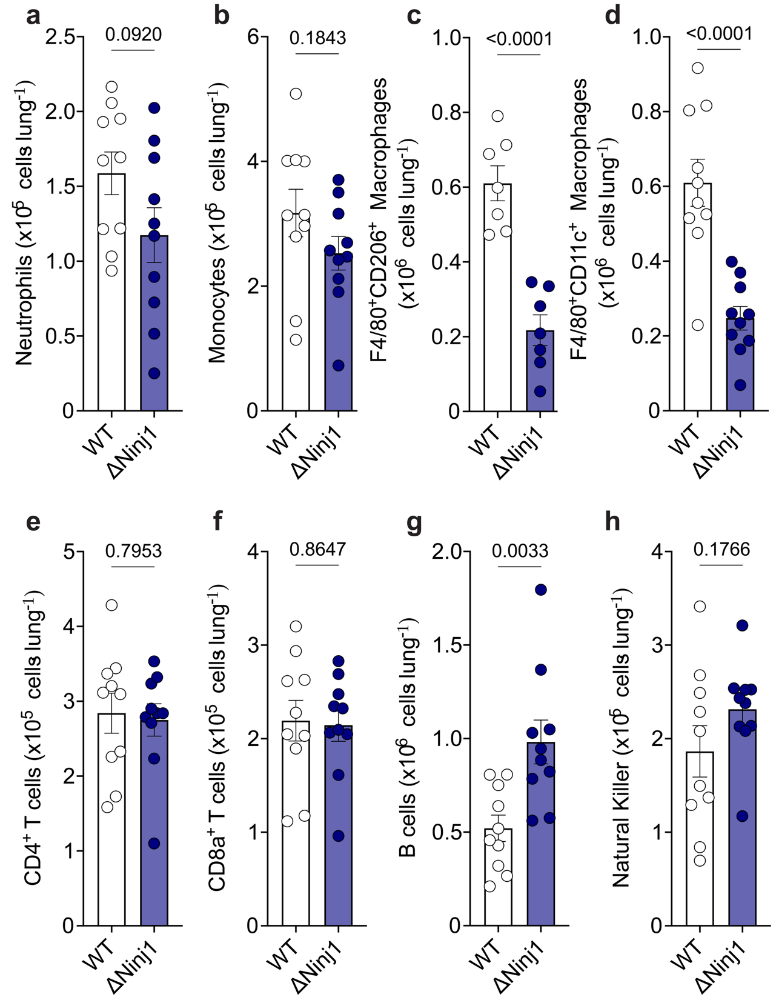 a
0.0920
2.5
2.0
1.5
1.0
0.5
0
Neutrophils (x10⁵ cells lung⁻¹)
WT
ΔNinj1
b
0.1843
6
4
2
0
Monocytes (x10⁵ cells lung⁻¹)
WT
ΔNinj1
c
<0.0001
1.0
0.8
0.6
0.4
0.2
0
F4/80⁺CD206⁺ Macrophages
(x10⁶ cells lung⁻¹)
WT
ΔNinj1
d
<0.0001
1.0
0.8
0.6
0.4
0.2
0
F4/80⁺CD11c⁺ Macrophages
(x10⁶ cells lung⁻¹)
WT
ΔNinj1
e
0.7953
5
4
3
2
1
0
CD4⁺ T cells (x10⁵ cells lung⁻¹)
WT
ΔNinj1
f
0.8647
4
3
2
1
0
CD8a⁺ T cells (x10⁵ cells lung⁻¹)
WT
ΔNinj1
g
0.0033
2.0
1.5
1.0
0.5
0
B cells (x10⁶ cells lung⁻¹)
WT
ΔNinj1
h
0.1766
4
3
2
1
0
Natural Killer (x10⁵ cells lung⁻¹)
WT
ΔNinj1